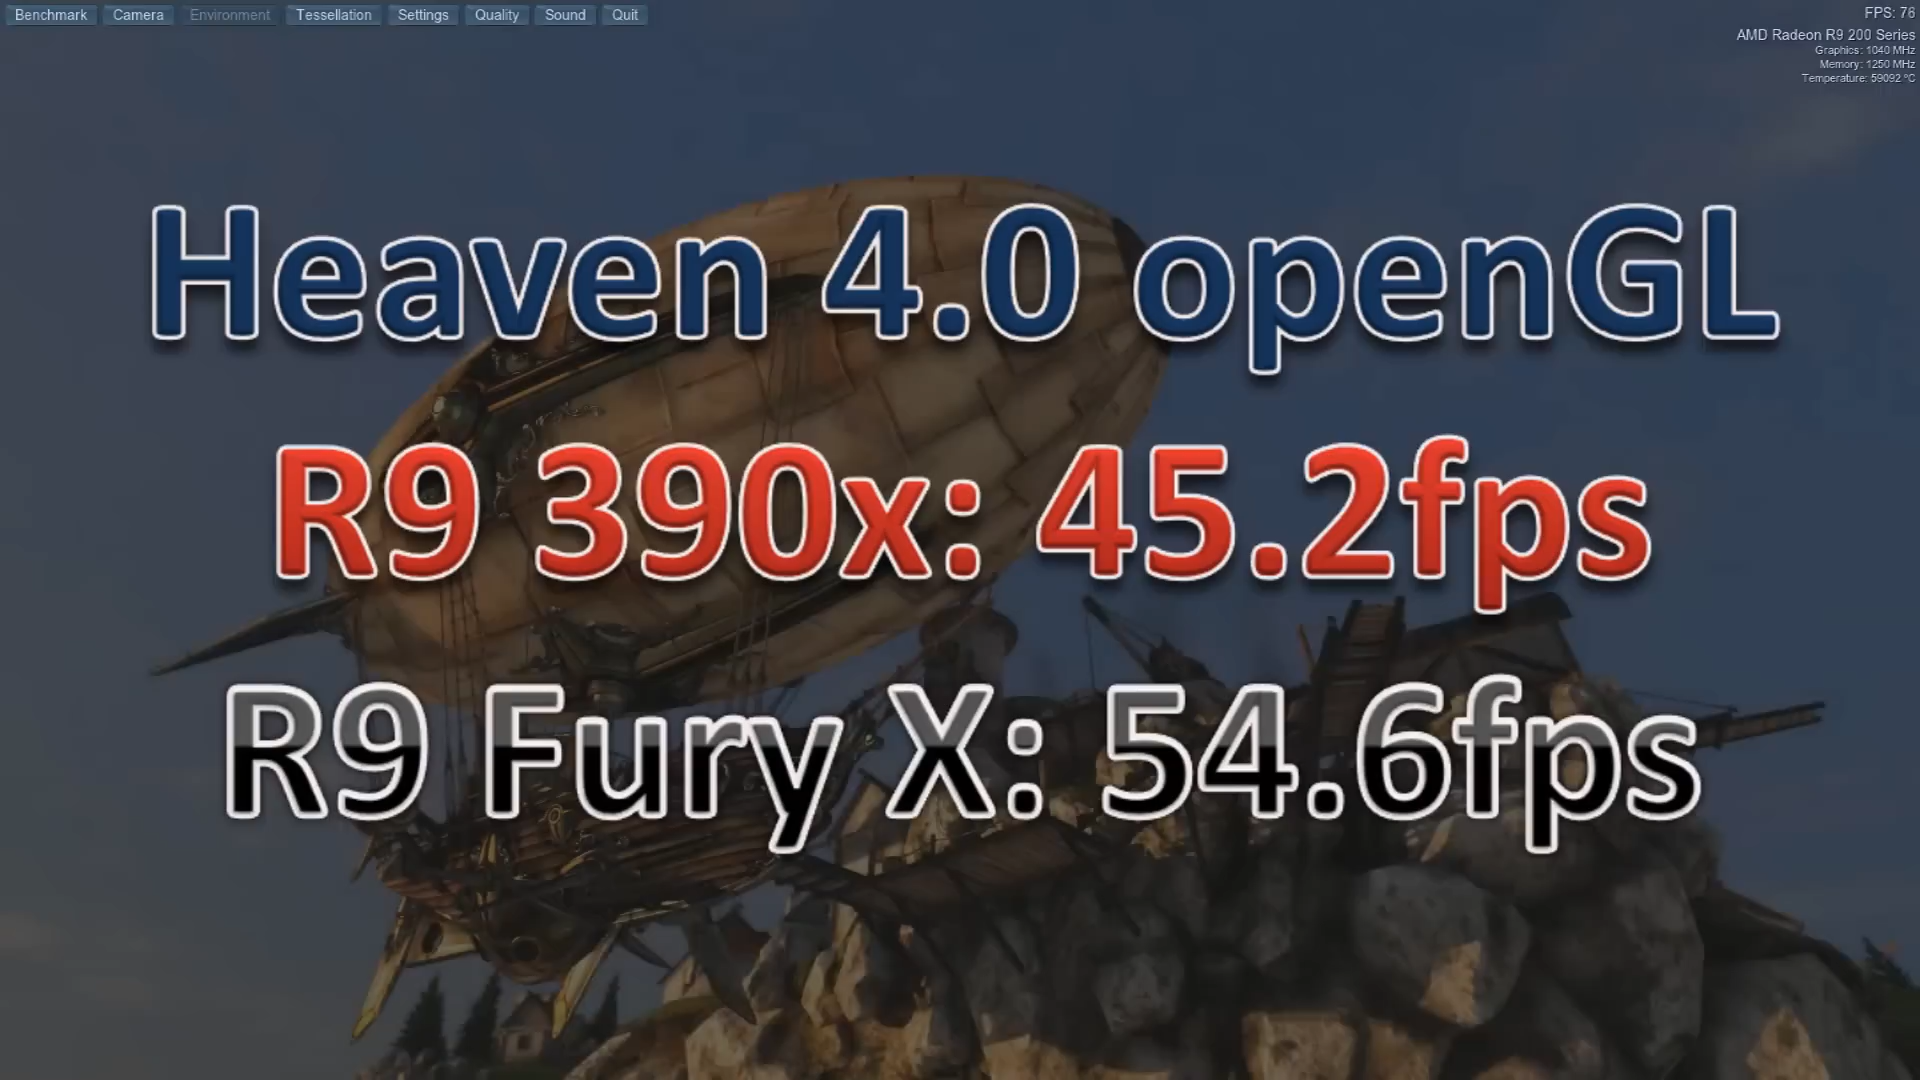 Benchmark Camera Environment Tessellation Settings Quality Sound Quit
FPS: 76
AMD Radeon R9 200 Series
Graphics: 1040 MHz
Memory: 1250 MHz
Temperature: 59092 °C
Heaven 4.0 openGL
R9 390x: 45.2fps
R9 Fury X: 54.6fps